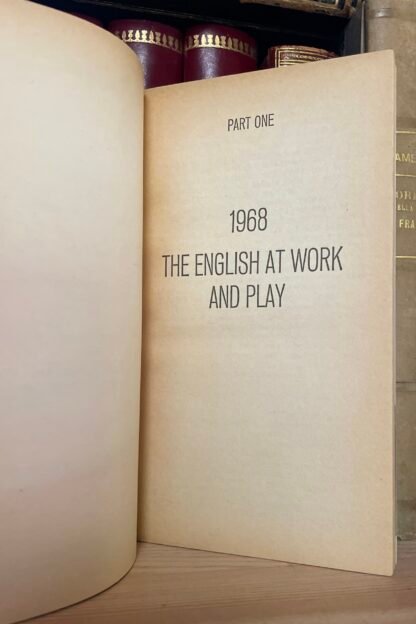 PART ONE
1968
THE ENGLISH AT WORK
AND PLAY